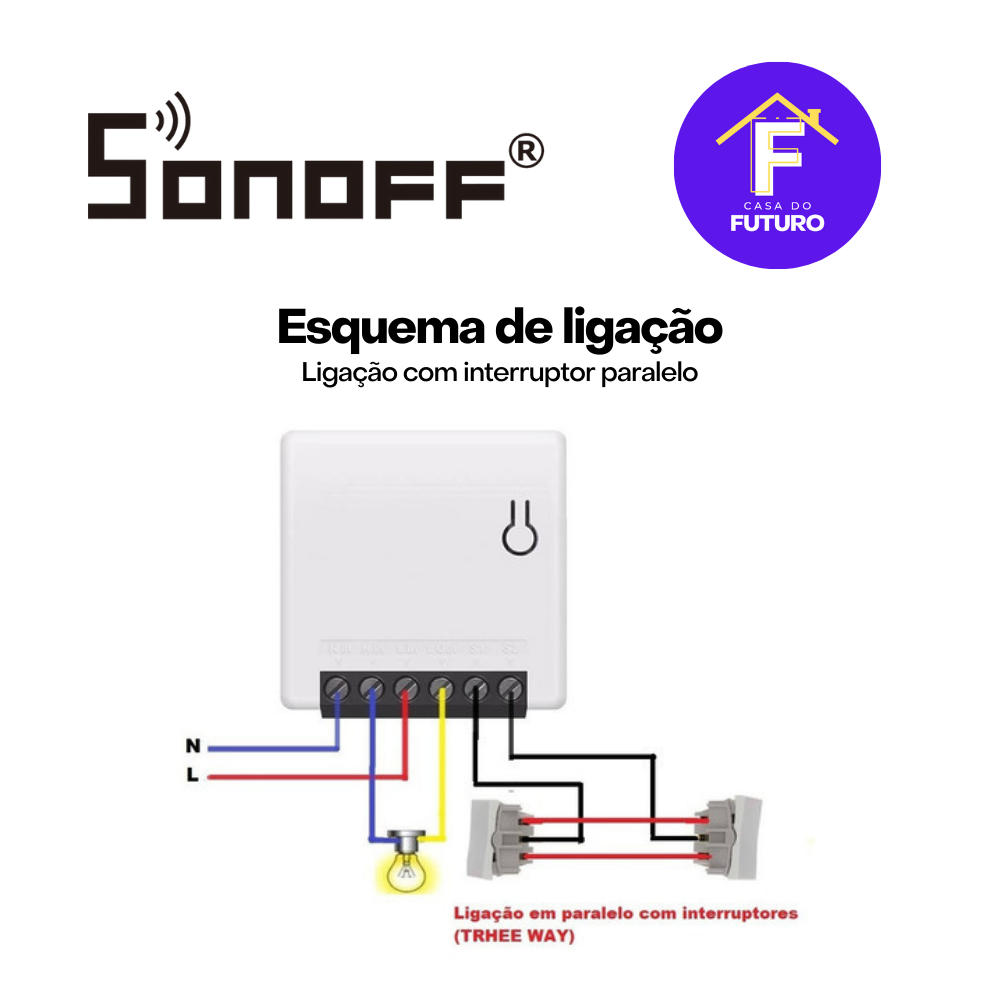 SONOFF®
F
CASA DO
FUTURO
Esquema de ligação
Ligação com interruptor paralelo
N
L
Ligação em paralelo com interruptores
(TRHEE WAY)